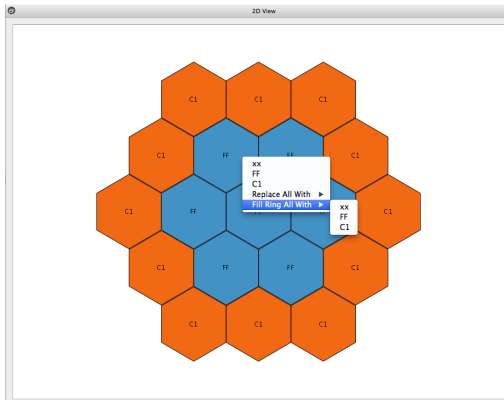 2D View
C1 C1 C1
C1 FF FF C1
xx
FF
C1
Replace All With ▶
Fill Ring All With ▶
xx
FF
C1
C1 FF C1
C1 FF FF C1
C1 C1 C1